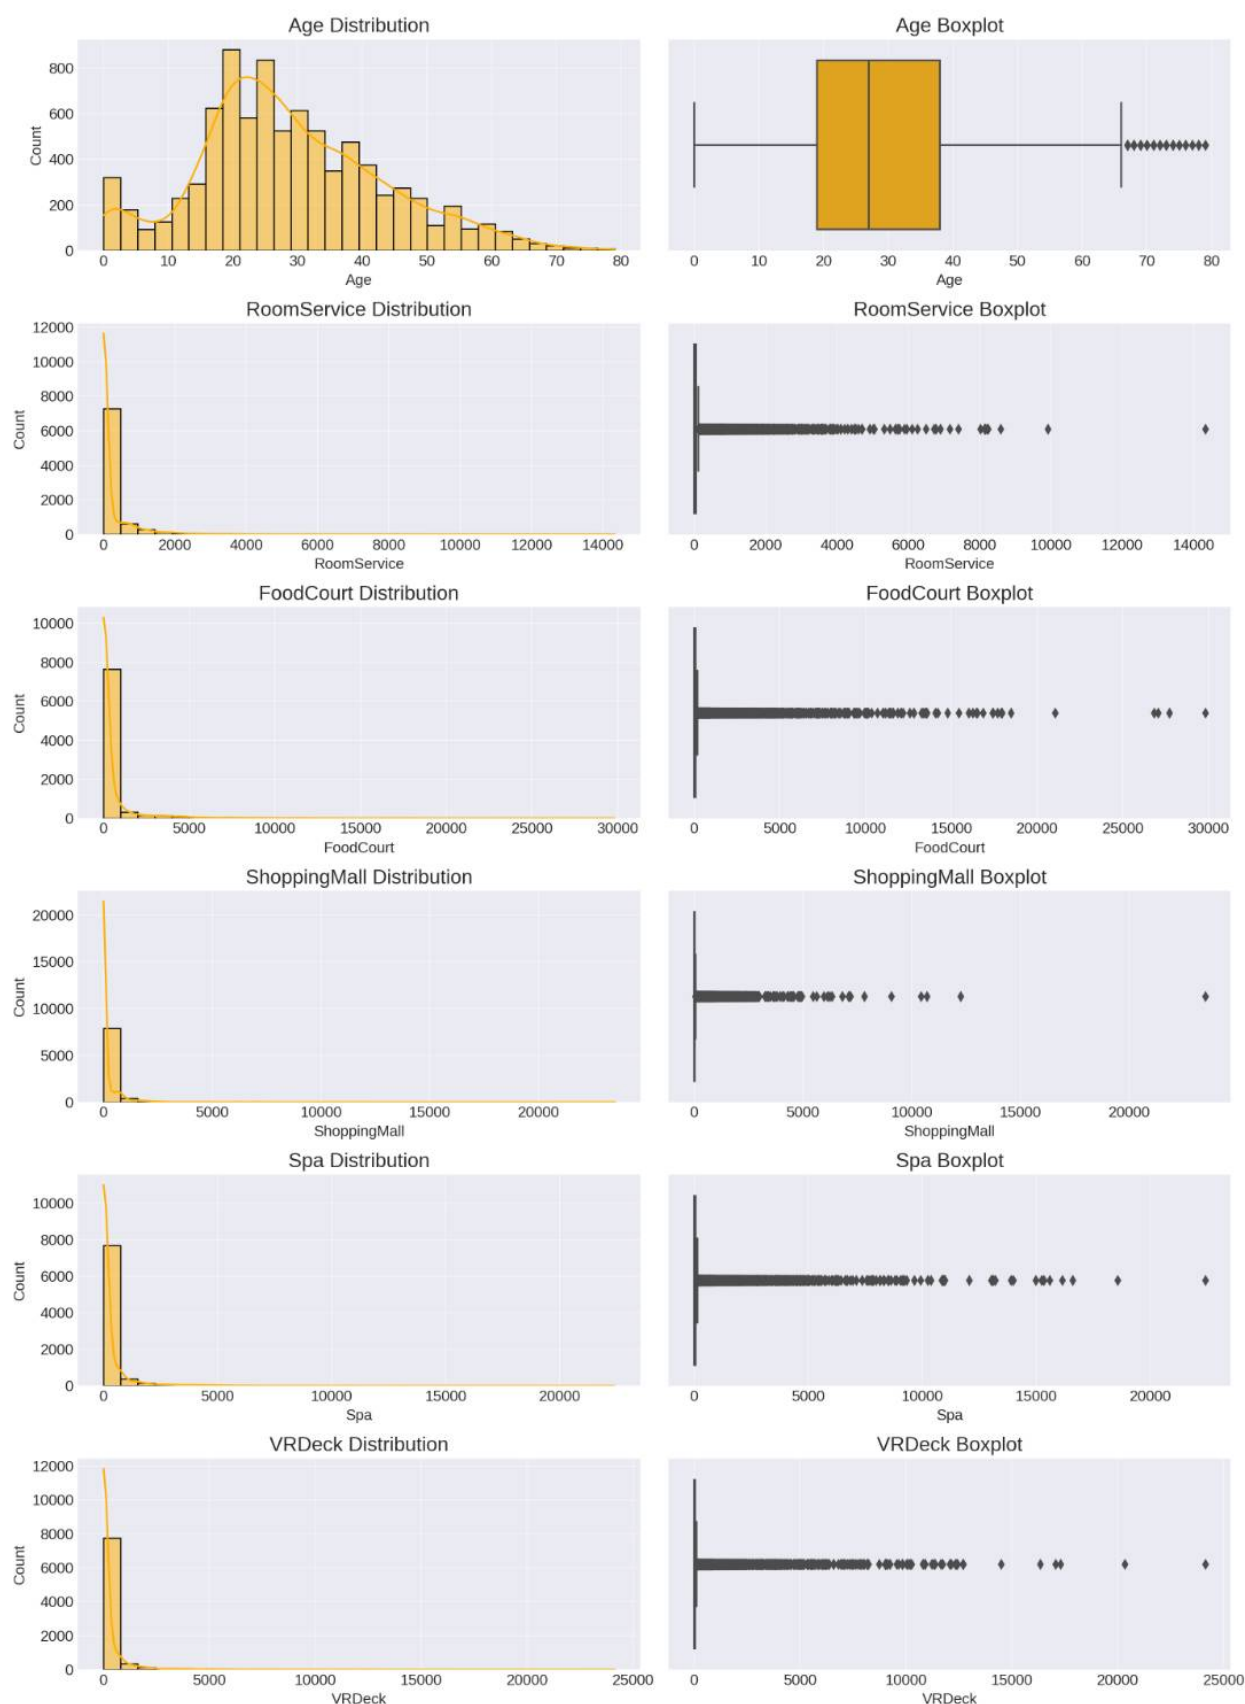 Age Distribution
Age Boxplot
800
600
400
200
0
Count
0 10 20 30 40 50 60 70 80
Age
0 10 20 30 40 50 60 70 80
Age
RoomService Distribution
RoomService Boxplot
12000
10000
8000
6000
4000
2000
0
Count
0 2000 4000 6000 8000 10000 12000 14000
RoomService
0 2000 4000 6000 8000 10000 12000 14000
RoomService
FoodCourt Distribution
FoodCourt Boxplot
10000
8000
6000
4000
2000
0
Count
0 5000 10000 15000 20000 25000 30000
FoodCourt
0 5000 10000 15000 20000 25000 30000
FoodCourt
ShoppingMall Distribution
ShoppingMall Boxplot
20000
15000
10000
5000
0
Count
0 5000 10000 15000 20000
ShoppingMall
0 5000 10000 15000 20000
ShoppingMall
Spa Distribution
Spa Boxplot
10000
8000
6000
4000
2000
0
Count
0 5000 10000 15000 20000
Spa
0 5000 10000 15000 20000
Spa
VRDeck Distribution
VRDeck Boxplot
12000
10000
8000
6000
4000
2000
0
Count
0 5000 10000 15000 20000 25000
VRDeck
0 5000 10000 15000 20000 25000
VRDeck